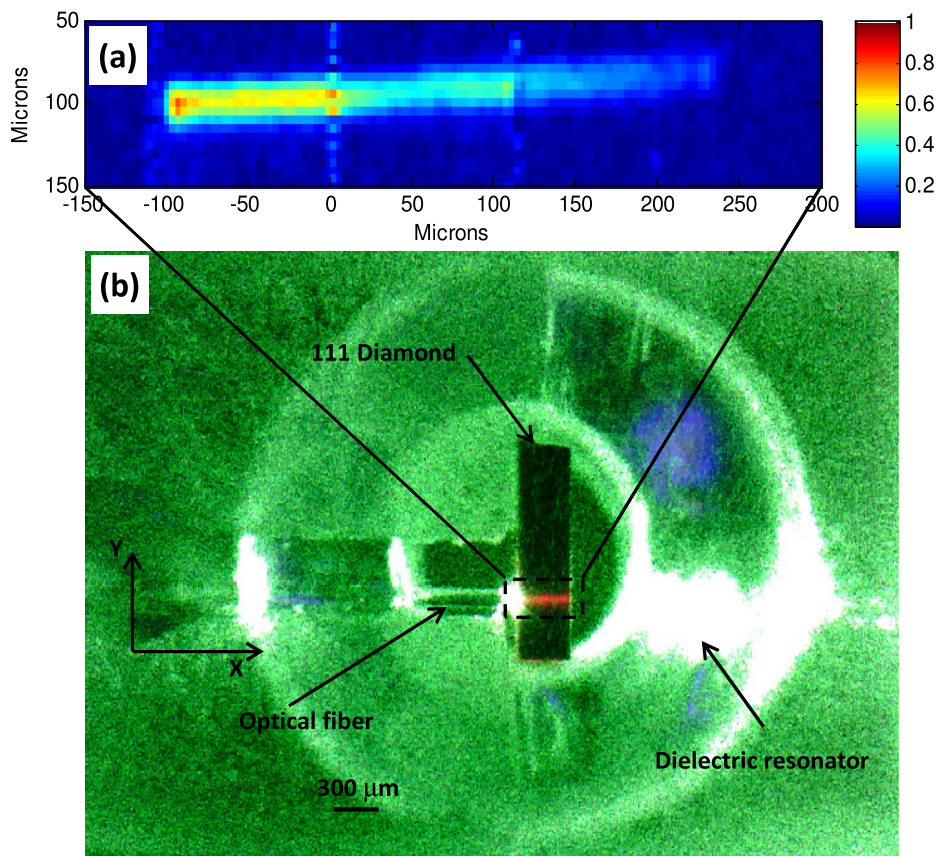 50
(a)
Microns
100
150
-150 -100 -50 0 50 100 150 200 250 300
Microns
1
0.8
0.6
0.4
0.2
(b)
111 Diamond
Y
X
Optical fiber
Dielectric resonator
300 μm